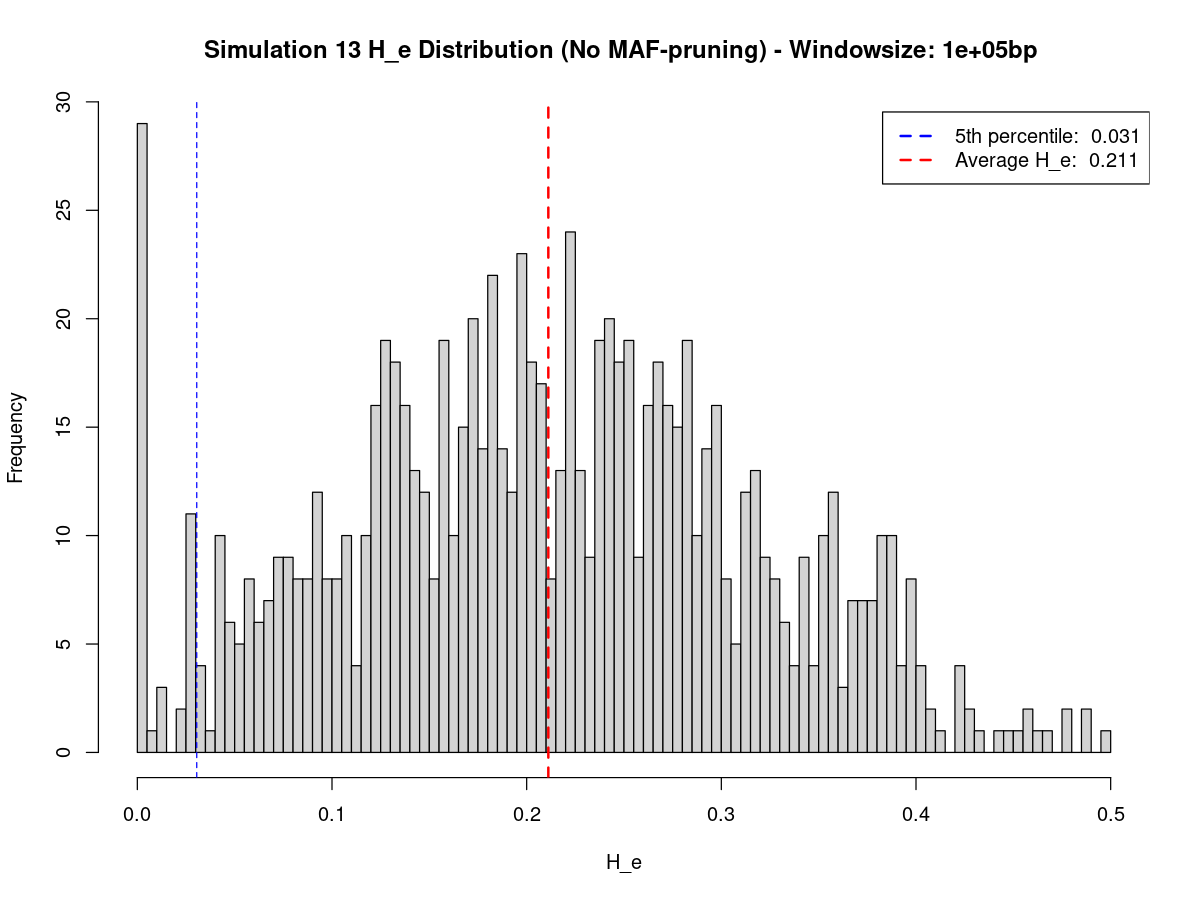 Simulation 13 H_e Distribution (No MAF-pruning) - Windowsize: 1e+05bp
5th percentile: 0.031
Average H_e: 0.211
Frequency
30
25
20
15
10
5
0
0.0 0.1 0.2 0.3 0.4 0.5
H_e